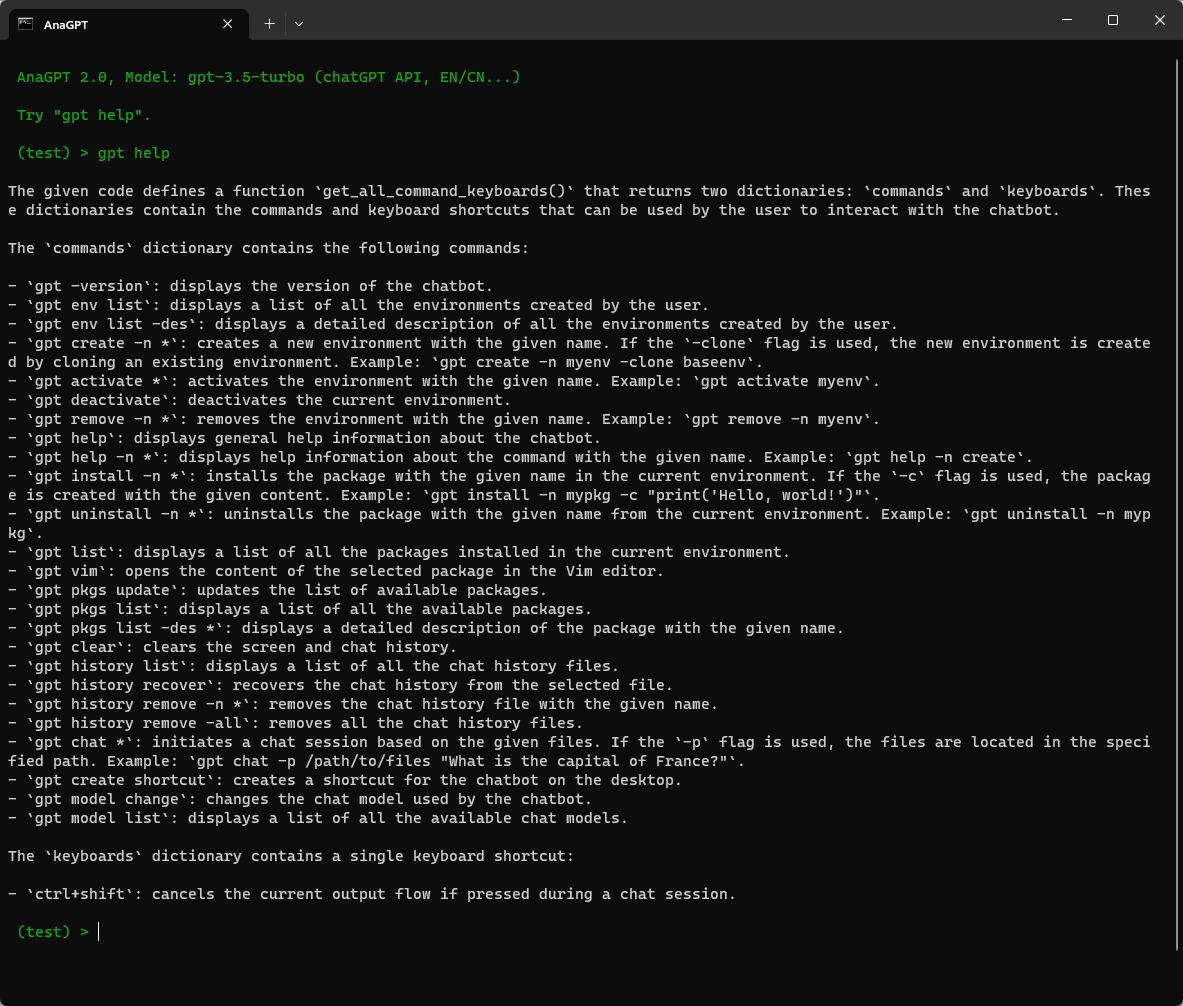 AnaGPT
AnaGPT 2.0, Model: gpt-3.5-turbo (chatGPT API, EN/CN...)
Try "gpt help".
(test) > gpt help
The given code defines a function `get_all_command_keyboards()` that returns two dictionaries: `commands` and `keyboards`. Thes
e dictionaries contain the commands and keyboard shortcuts that can be used by the user to interact with the chatbot.
The `commands` dictionary contains the following commands:
- `gpt -version`: displays the version of the chatbot.
- `gpt env list`: displays a list of all the environments created by the user.
- `gpt env list -des`: displays a detailed description of all the environments created by the user.
- `gpt create -n *`: creates a new environment with the given name. If the `-clone` flag is used, the new environment is create
d by cloning an existing environment. Example: `gpt create -n myenv -clone baseenv`.
- `gpt activate *`: activates the environment with the given name. Example: `gpt activate myenv`.
- `gpt deactivate`: deactivates the current environment.
- `gpt remove -n *`: removes the environment with the given name. Example: `gpt remove -n myenv`.
- `gpt help`: displays general help information about the chatbot.
- `gpt help -n *`: displays help information about the command with the given name. Example: `gpt help -n create`.
- `gpt install -n *`: installs the package with the given name in the current environment. If the `-c` flag is used, the packag
e is created with the given content. Example: `gpt install -n mypkg -c "print('Hello, world!')"`.
- `gpt uninstall -n *`: uninstalls the package with the given name from the current environment. Example: `gpt uninstall -n myp
kg`.
- `gpt list`: displays a list of all the packages installed in the current environment.
- `gpt vim`: opens the content of the selected package in the Vim editor.
- `gpt pkgs update`: updates the list of available packages.
- `gpt pkgs list`: displays a list of all the available packages.
- `gpt pkgs list -des *`: displays a detailed description of the package with the given name.
- `gpt clear`: clears the screen and chat history.
- `gpt history list`: displays a list of all the chat history files.
- `gpt history recover`: recovers the chat history from the selected file.
- `gpt history remove -n *`: removes the chat history file with the given name.
- `gpt history remove -all`: removes all the chat history files.
- `gpt chat *`: initiates a chat session based on the given files. If the `-p` flag is used, the files are located in the speci
fied path. Example: `gpt chat -p /path/to/files "What is the capital of France?"`.
- `gpt create shortcut`: creates a shortcut for the chatbot on the desktop.
- `gpt model change`: changes the chat model used by the chatbot.
- `gpt model list`: displays a list of all the available chat models.
The `keyboards` dictionary contains a single keyboard shortcut:
- `ctrl+shift`: cancels the current output flow if pressed during a chat session.
(test) >